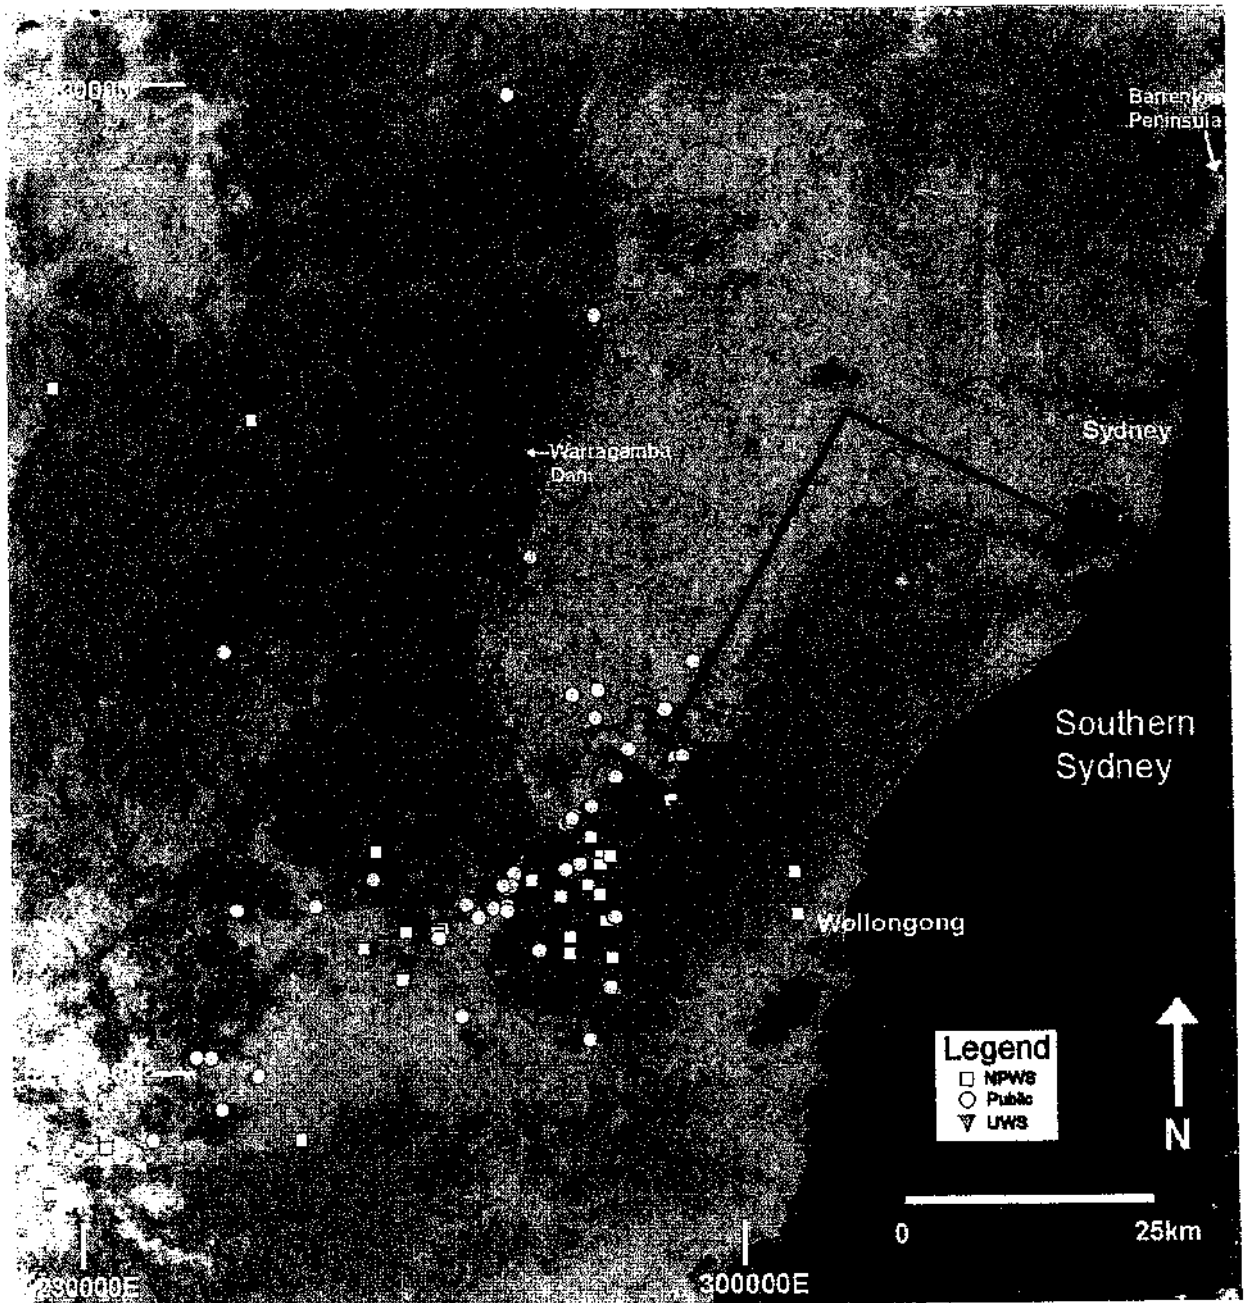 Barrenjoey
Peninsula
Sydney
Warragamba
Dam
Southern
Sydney
Wollongong
Legend
NPWS
Public
UWS
N
0 25km
230000E
300000E